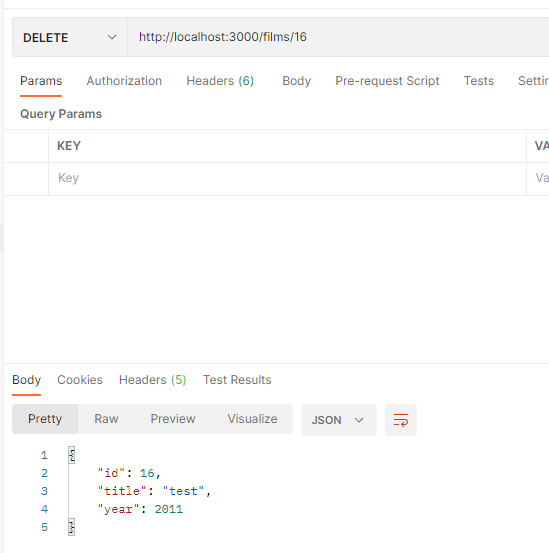 DELETE http://localhost:3000/films/16
Params Authorization Headers (6) Body Pre-request Script Tests Settin
Query Params
KEY VA
Key Va
Body Cookies Headers (5) Test Results
Pretty Raw Preview Visualize JSON
1 {
2 "id": 16,
3 "title": "test",
4 "year": 2011
5 }